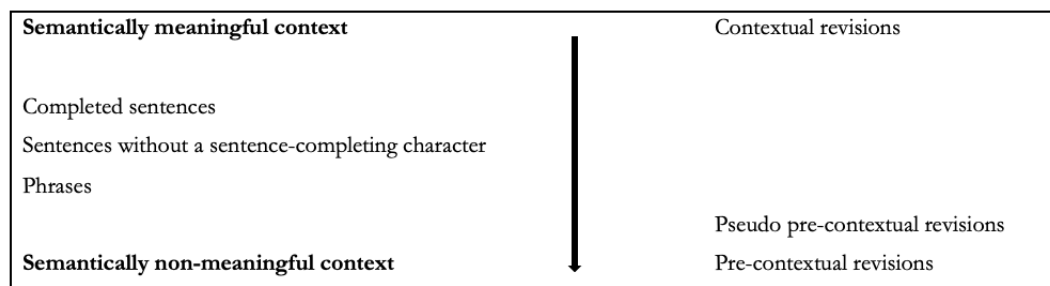 Semantically meaningful context Contextual revisions
Completed sentences
Sentences without a sentence-completing character
Phrases
Pseudo pre-contextual revisions
Semantically non-meaningful context Pre-contextual revisions